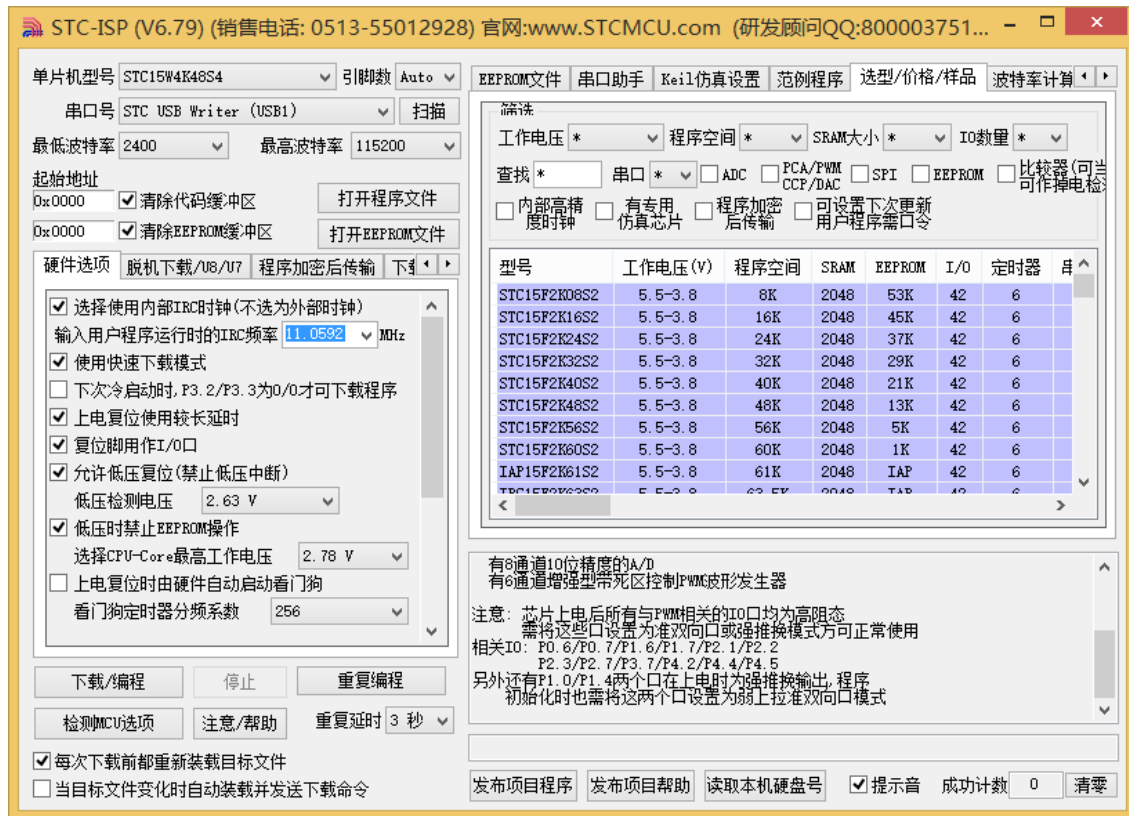 STC-ISP (V6.79) (销售电话: 0513-55012928) 官网:www.STCMCU.com (研发顾问QQ:800003751...
单片机型号 STC15W4K48S4 引脚数 Auto
串口号 STC USB Writer (USB1) 扫描
最低波特率 2400 最高波特率 115200
起始地址
0x0000 清除代码缓冲区 打开程序文件
0x0000 清除EEPROM缓冲区 打开EEPROM文件
硬件选项 脱机下载/U8/U7 程序加密后传输
选择使用内部IRC时钟(不选为外部时钟)
输入用户程序运行时的IRC频率 11.0592 MHz
使用快速下载模式
下次冷启动时,P3.2/P3.3为0/0才可下载程序
上电复位使用较长延时
复位脚用作I/O口
允许低压复位(禁止低压中断)
低压检测电压 2.63 V
低压时禁止EEPROM操作
选择CPU-Core最高工作电压 2.78 V
上电复位时由硬件自动启动看门狗
看门狗定时器分频系数 256
下载/编程 停止 重复编程
检测MCU选项 注意/帮助 重复延时 3 秒
每次下载前都重新装载目标文件
当目标文件变化时自动装载并发送下载命令
EEPROM文件 串口助手 Keil仿真设置 范例程序 选型/价格/样品 波特率计算
筛选
工作电压 * 程序空间 * SRAM大小 * IO数量 *
查找 * 串口 * ADC PCA/PWM CCP/DAC SPI EEPROM 比较器(可当 可作掉电检
内部高精度时钟 有专用仿真芯片 程序加密后传输 可设置下次更新用户程序需口令
型号 工作电压(V) 程序空间 SRAM EEPROM I/O 定时器
STC15F2K08S2 5.5-3.8 8K 2048 53K 42 6
STC15F2K16S2 5.5-3.8 16K 2048 45K 42 6
STC15F2K24S2 5.5-3.8 24K 2048 37K 42 6
STC15F2K32S2 5.5-3.8 32K 2048 29K 42 6
STC15F2K40S2 5.5-3.8 40K 2048 21K 42 6
STC15F2K48S2 5.5-3.8 48K 2048 13K 42 6
STC15F2K56S2 5.5-3.8 56K 2048 5K 42 6
STC15F2K60S2 5.5-3.8 60K 2048 1K 42 6
IAP15F2K61S2 5.5-3.8 61K 2048 IAP 42 6
5.5-3.8 63.5K 2048 IAP 42 6
有8通道10位精度的A/D
有6通道增强型带死区控制PWM波形发生器
注意: 芯片上电后所有与PWM相关的IO口均为高阻态
需将这些口设置为准双向口或强推挽模式方可正常使用
相关IO: P0.6/P0.7/P1.6/P1.7/P2.1/P2.2
P2.3/P2.7/P3.7/P4.2/P4.4/P4.5
另外还有P1.0/P1.4两个口在上电时为强推挽输出,程序
初始化时也需将这两个口设置为弱上拉准双向口模式
发布项目程序 发布项目帮助 读取本机硬盘号 提示音 成功计数 0 清零